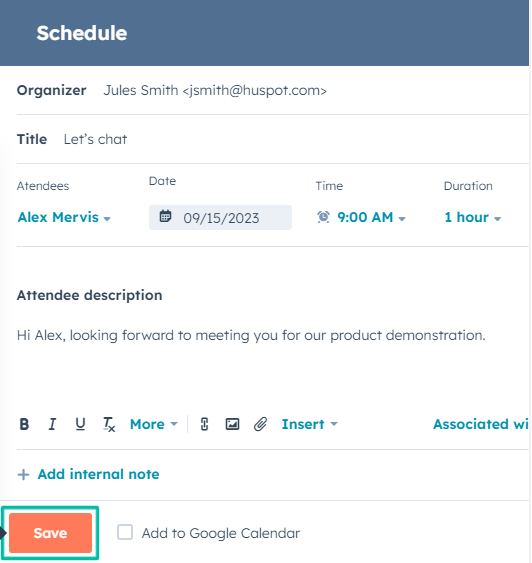 Schedule
Organizer Jules Smith <jsmith@huspot.com>
Title Let's chat
Atendees Date Time Duration
Alex Mervis 09/15/2023 9:00 AM 1 hour
Attendee description
Hi Alex, looking forward to meeting you for our product demonstration.
B I U Tx More Insert Associated wi
+ Add internal note
Save Add to Google Calendar